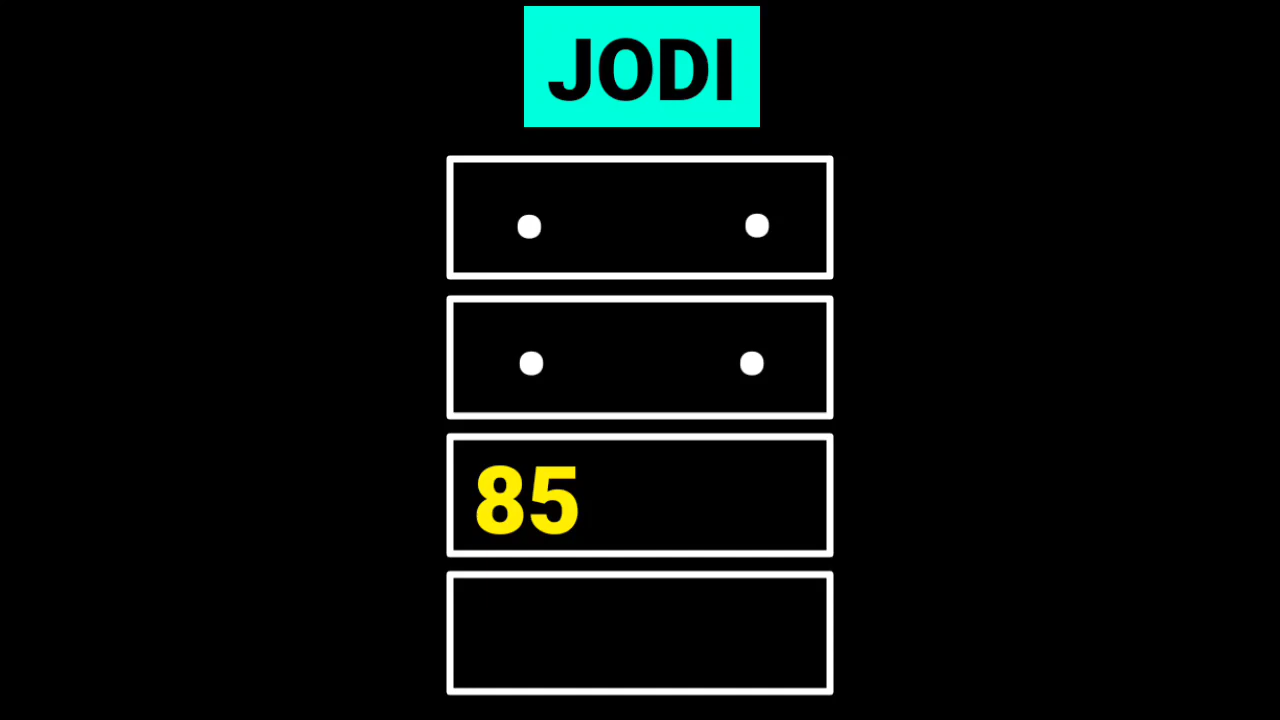 JODI
. .
. .
85